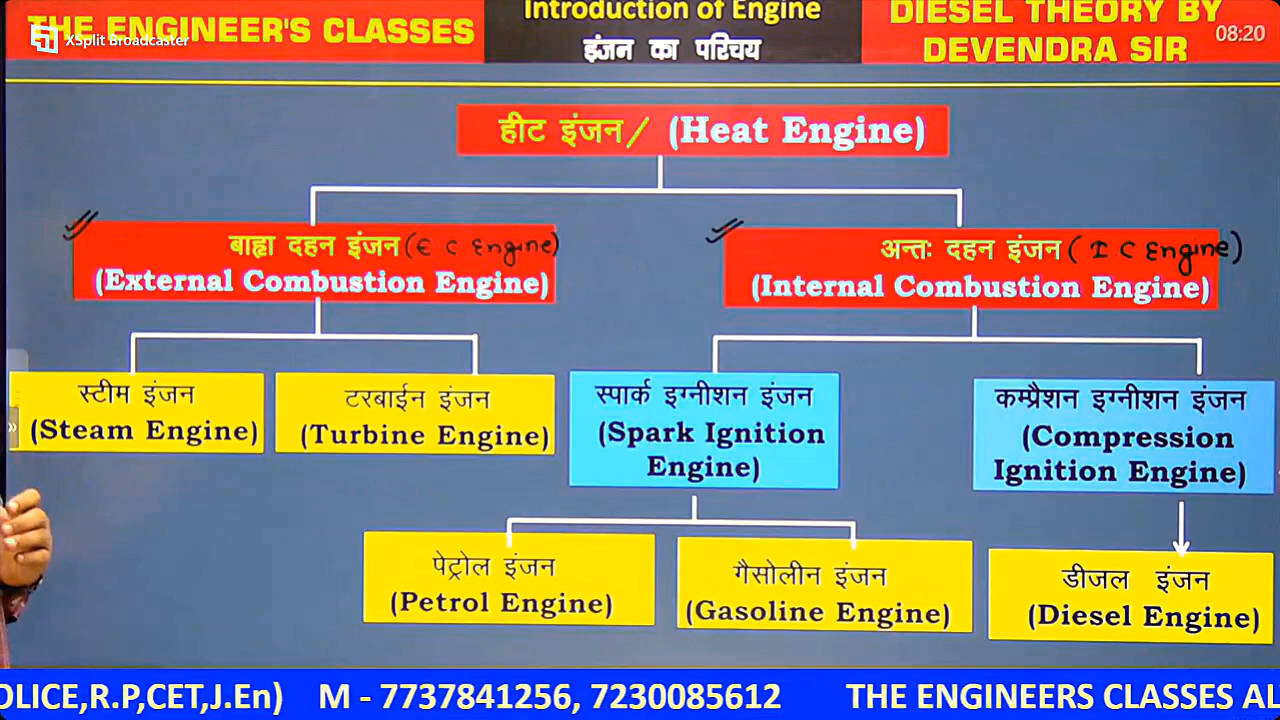 THE ENGINEER'S CLASSES
XSplit Broadcaster
Introduction of Engine
इंजन का परिचय
DIESEL THEORY BY
DEVENDRA SIR
08:20
हीट इंजन/ (Heat Engine)
बाह्रा दहन इंजन (E C Engine)
(External Combustion Engine)
अन्तः दहन इंजन (I C Engine)
(Internal Combustion Engine)
स्टीम इंजन
(Steam Engine)
टरबाईन इंजन
(Turbine Engine)
स्पार्क इग्नीशन इंजन
(Spark Ignition
Engine)
कम्प्रैशन इग्नीशन इंजन
(Compression
Ignition Engine)
पेट्रोल इंजन
(Petrol Engine)
गैसोलीन इंजन
(Gasoline Engine)
डीजल इंजन
(Diesel Engine)
OLICE,R.P,CET,J.En) M - 7737841256, 7230085612 THE ENGINEERS CLASSES AL